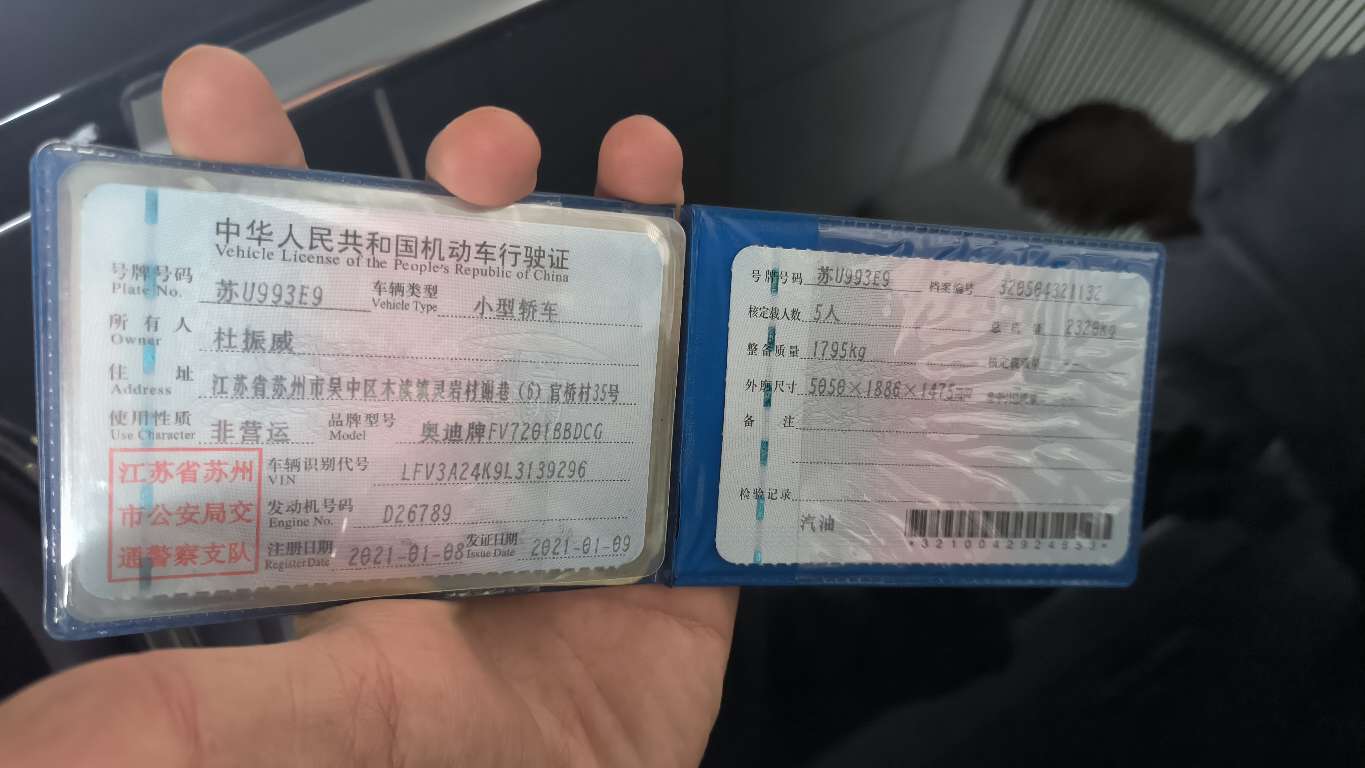 中华人民共和国机动车行驶证
Vehicle License of the People's Republic of China
号牌号码 苏U993E9 车辆类型 小型轿车
Plate No. Vehicle Type
所有人 杜振威
Owner
住址 江苏省苏州市吴中区木渎镇灵岩村谢巷(6)官桥村35号
Address
使用性质 非营运 品牌型号 奥迪牌FV7201BBDCG
Use Character Model
江苏省苏州
市公安局交
通警察支队
车辆识别代号 LFV3A24K9L3139296
VIN
发动机号码 D26789
Engine No.
注册日期 2021-01-08 发证日期 2021-01-09
Register Date Issue Date
号牌号码 苏U993E9 档案编号
核定载人数 5人 总质量 2320kg
整备质量 1795kg 核定载质量 --
外廓尺寸 5050×1886×1475mm
备注
检验记录
汽油